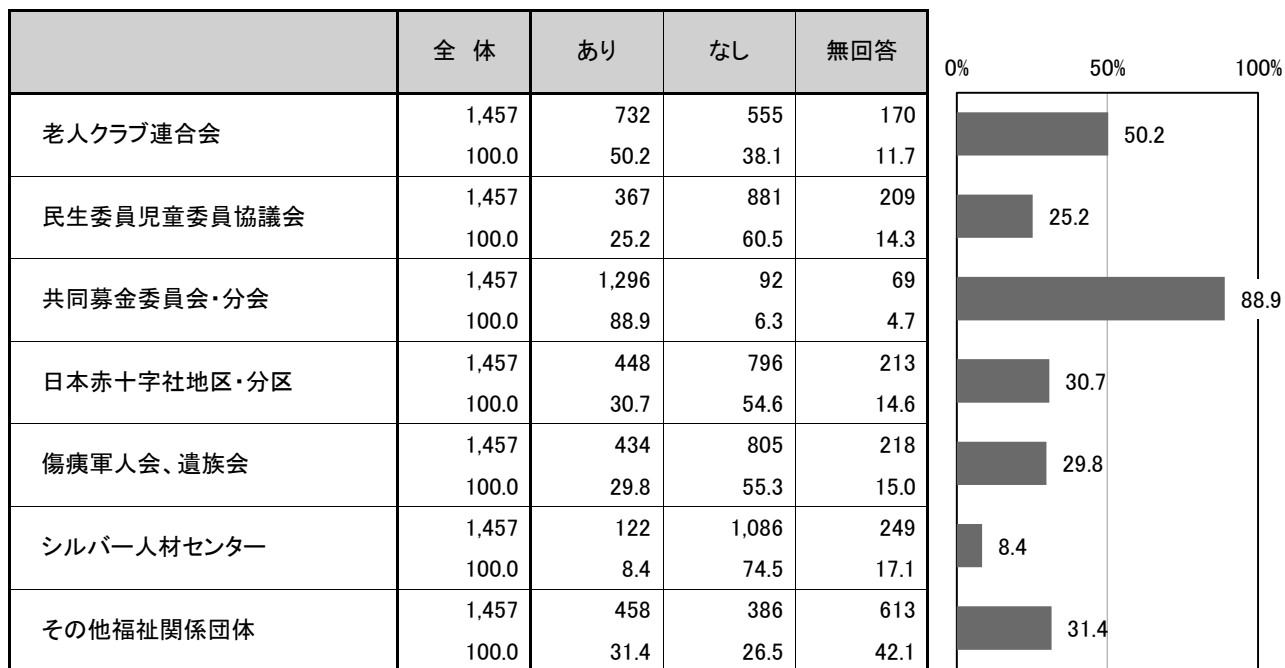 全 体 あり なし 無回答
0% 50% 100%
老人クラブ連合会 1,457 732 555 170
100.0 50.2 38.1 11.7
50.2
民生委員児童委員協議会 1,457 367 881 209
100.0 25.2 60.5 14.3
25.2
共同募金委員会・分会 1,457 1,296 92 69
100.0 88.9 6.3 4.7
88.9
日本赤十字社地区・分区 1,457 448 796 213
100.0 30.7 54.6 14.6
30.7
傷痍軍人会、遺族会 1,457 434 805 218
100.0 29.8 55.3 15.0
29.8
シルバー人材センター 1,457 122 1,086 249
100.0 8.4 74.5 17.1
8.4
その他福祉関係団体 1,457 458 386 613
100.0 31.4 26.5 42.1
31.4